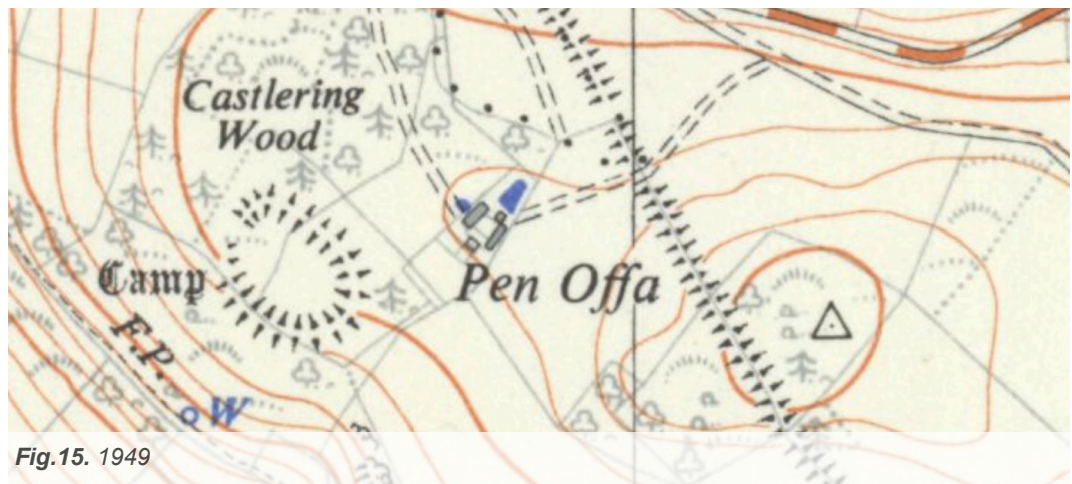 Castlering
Wood
Camp
Pen Offa
F.P.
W
Fig.15. 1949